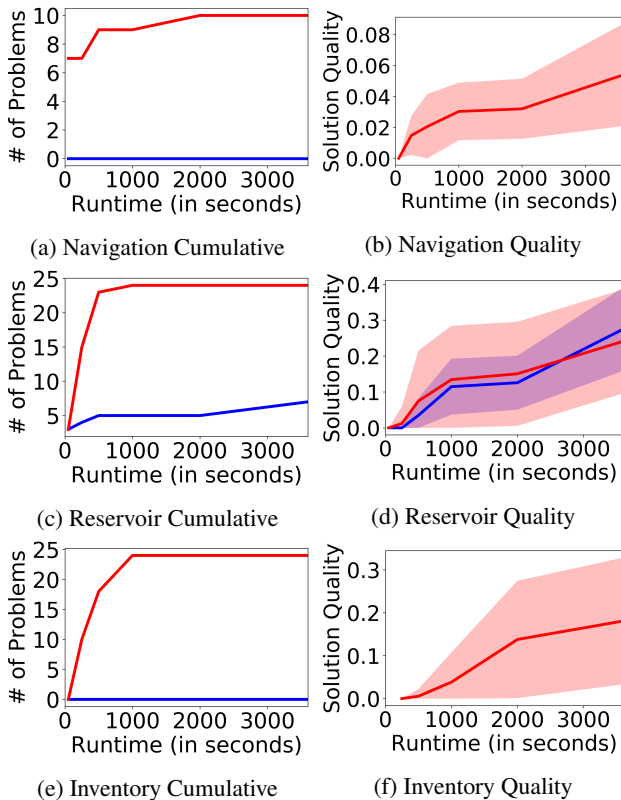 # of Problems
10
8
6
4
2
0
0 1000 2000 3000
Runtime (in seconds)
(a) Navigation Cumulative
Solution Quality
0.08
0.06
0.04
0.02
0.00
0 1000 2000 3000
Runtime (in seconds)
(b) Navigation Quality
# of Problems
25
20
15
10
5
0 1000 2000 3000
Runtime (in seconds)
(c) Reservoir Cumulative
Solution Quality
0.4
0.3
0.2
0.1
0.0
0 1000 2000 3000
Runtime (in seconds)
(d) Reservoir Quality
# of Problems
25
20
15
10
5
0
0 1000 2000 3000
Runtime (in seconds)
(e) Inventory Cumulative
Solution Quality
0.3
0.2
0.1
0.0
0 1000 2000 3000
Runtime (in seconds)
(f) Inventory Quality